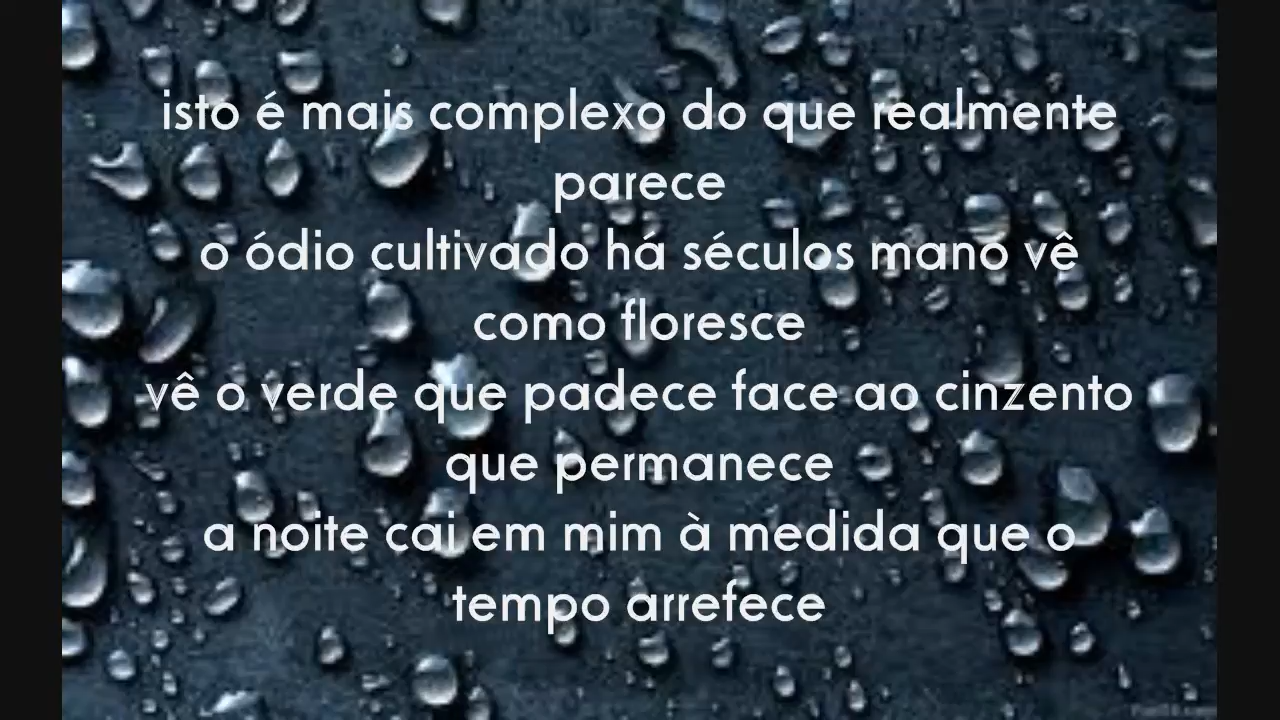 isto é mais complexo do que realmente
parece
o ódio cultivado há séculos mano vê
como floresce
vê o verde que padece face ao cinzento
que permanece
a noite cai em mim à medida que o
tempo arrefece